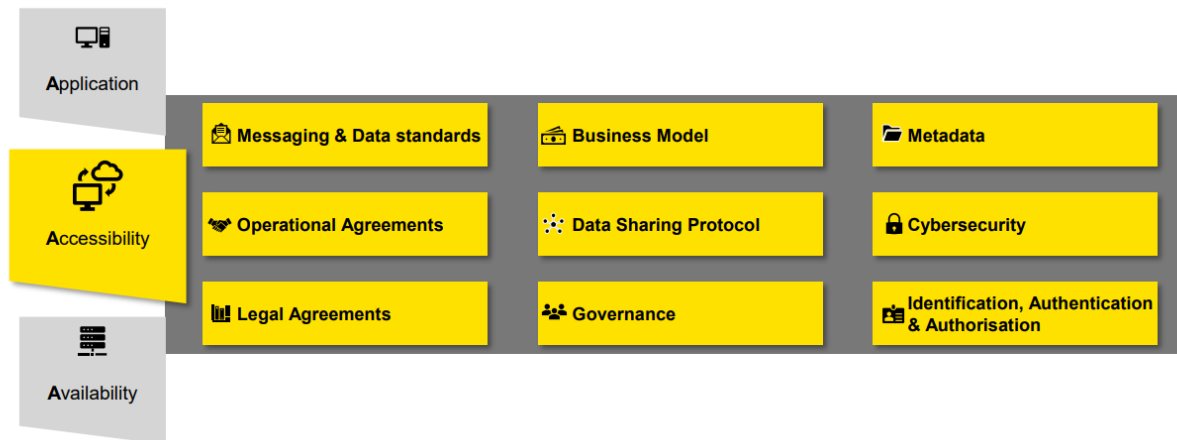 Application
Accessibility
Availability
Messaging & Data standards
Business Model
Metadata
Operational Agreements
Data Sharing Protocol
Cybersecurity
Legal Agreements
Governance
Identification, Authentication
& Authorisation